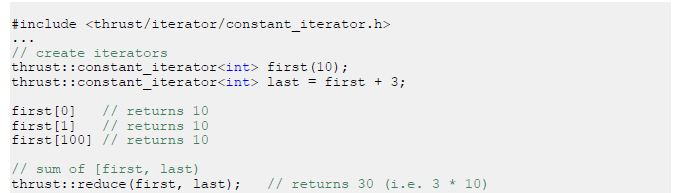 #include <thrust/iterator/constant_iterator.h>
...
// create iterators
thrust::constant_iterator<int> first(10);
thrust::constant_iterator<int> last = first + 3;
first[0]   // returns 10
first[1]   // returns 10
first[100] // returns 10
// sum of [first, last)
thrust::reduce(first, last);   // returns 30 (i.e. 3 * 10)